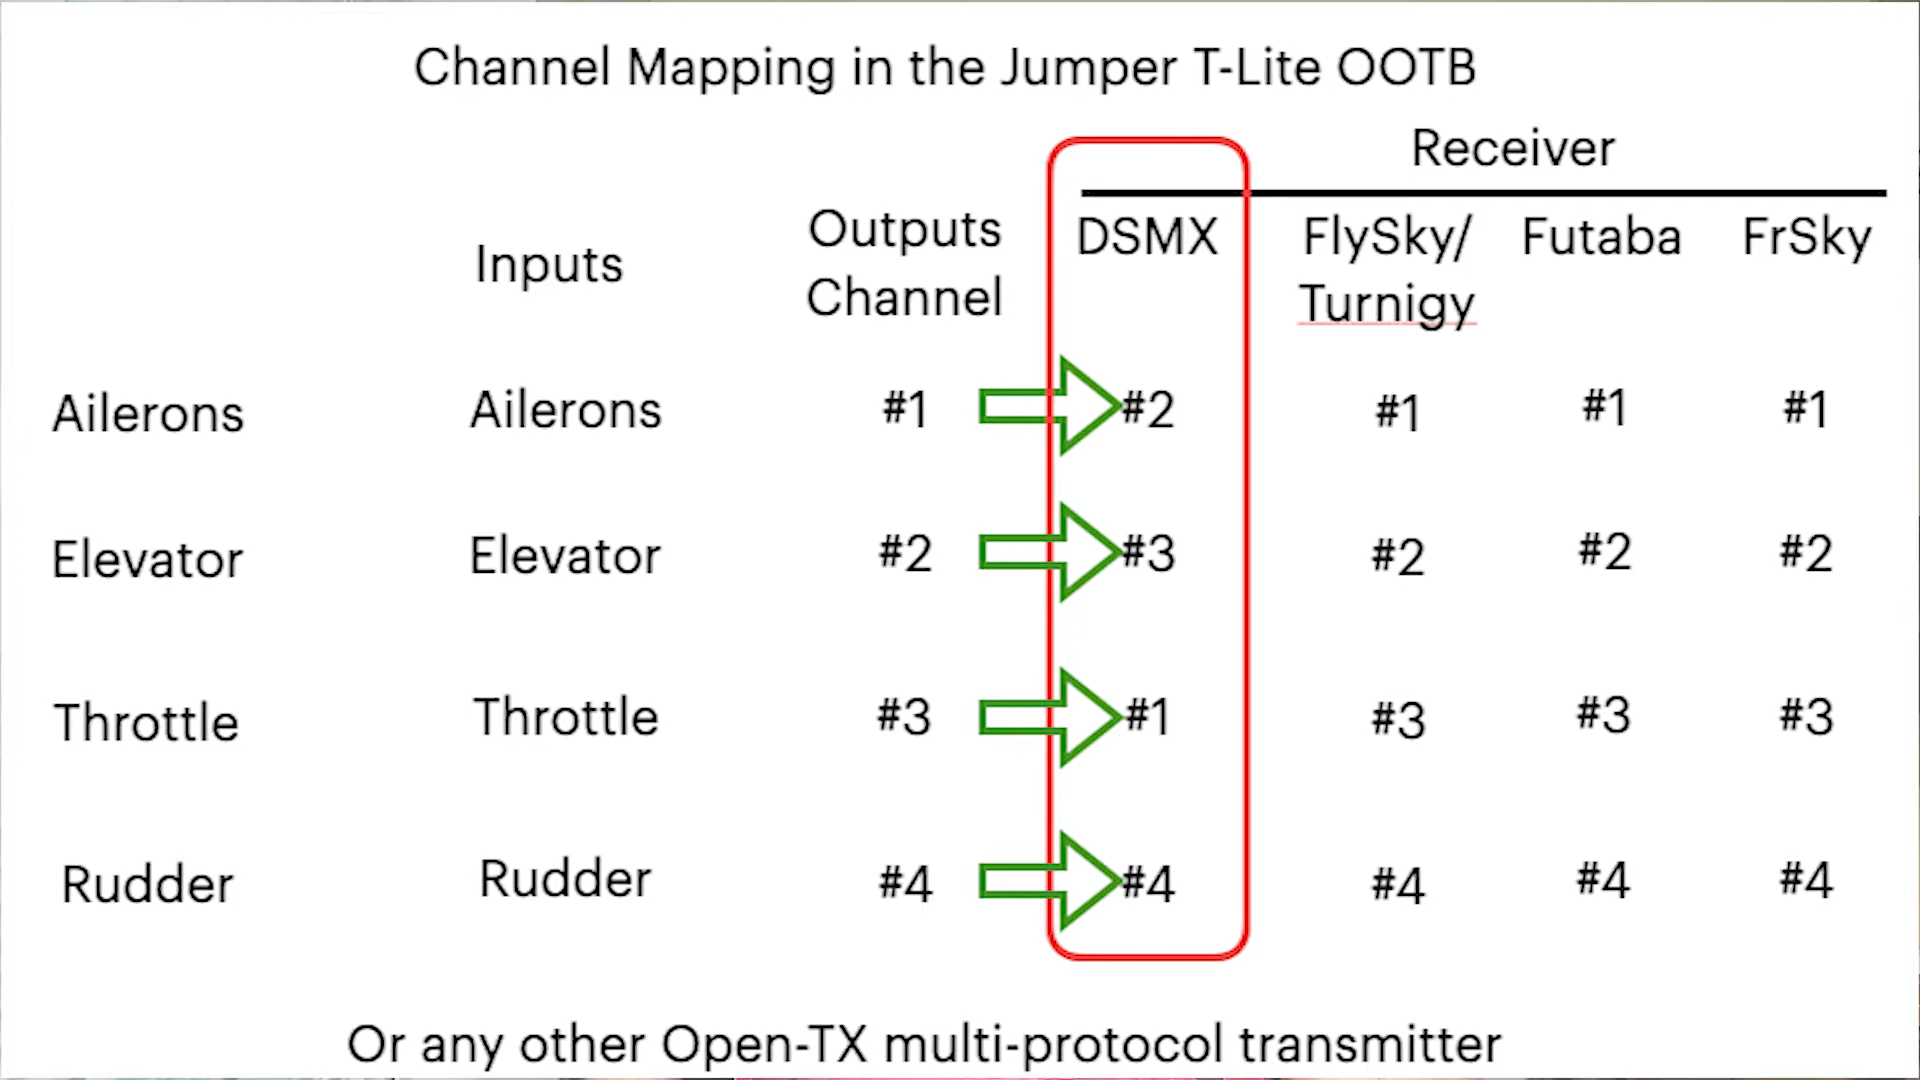 Channel Mapping in the Jumper T-Lite OOTB
Receiver
Inputs
Outputs
Channel
DSMX
FlySky/
Turnigy
Futaba
FrSky
Ailerons Ailerons #1 #2 #1 #1 #1
Elevator Elevator #2 #3 #2 #2 #2
Throttle Throttle #3 #1 #3 #3 #3
Rudder Rudder #4 #4 #4 #4 #4
Or any other Open-TX multi-protocol transmitter